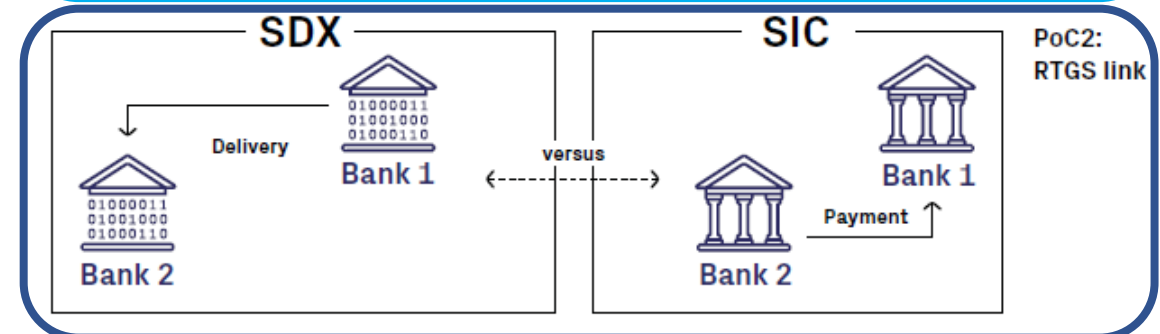 SDX
SIC
PoC2:
RTGS link
01000011
01001000
01000110
Bank 1
Delivery
versus
01000011
01001000
01000110
Bank 2
Bank 1
Payment
Bank 2